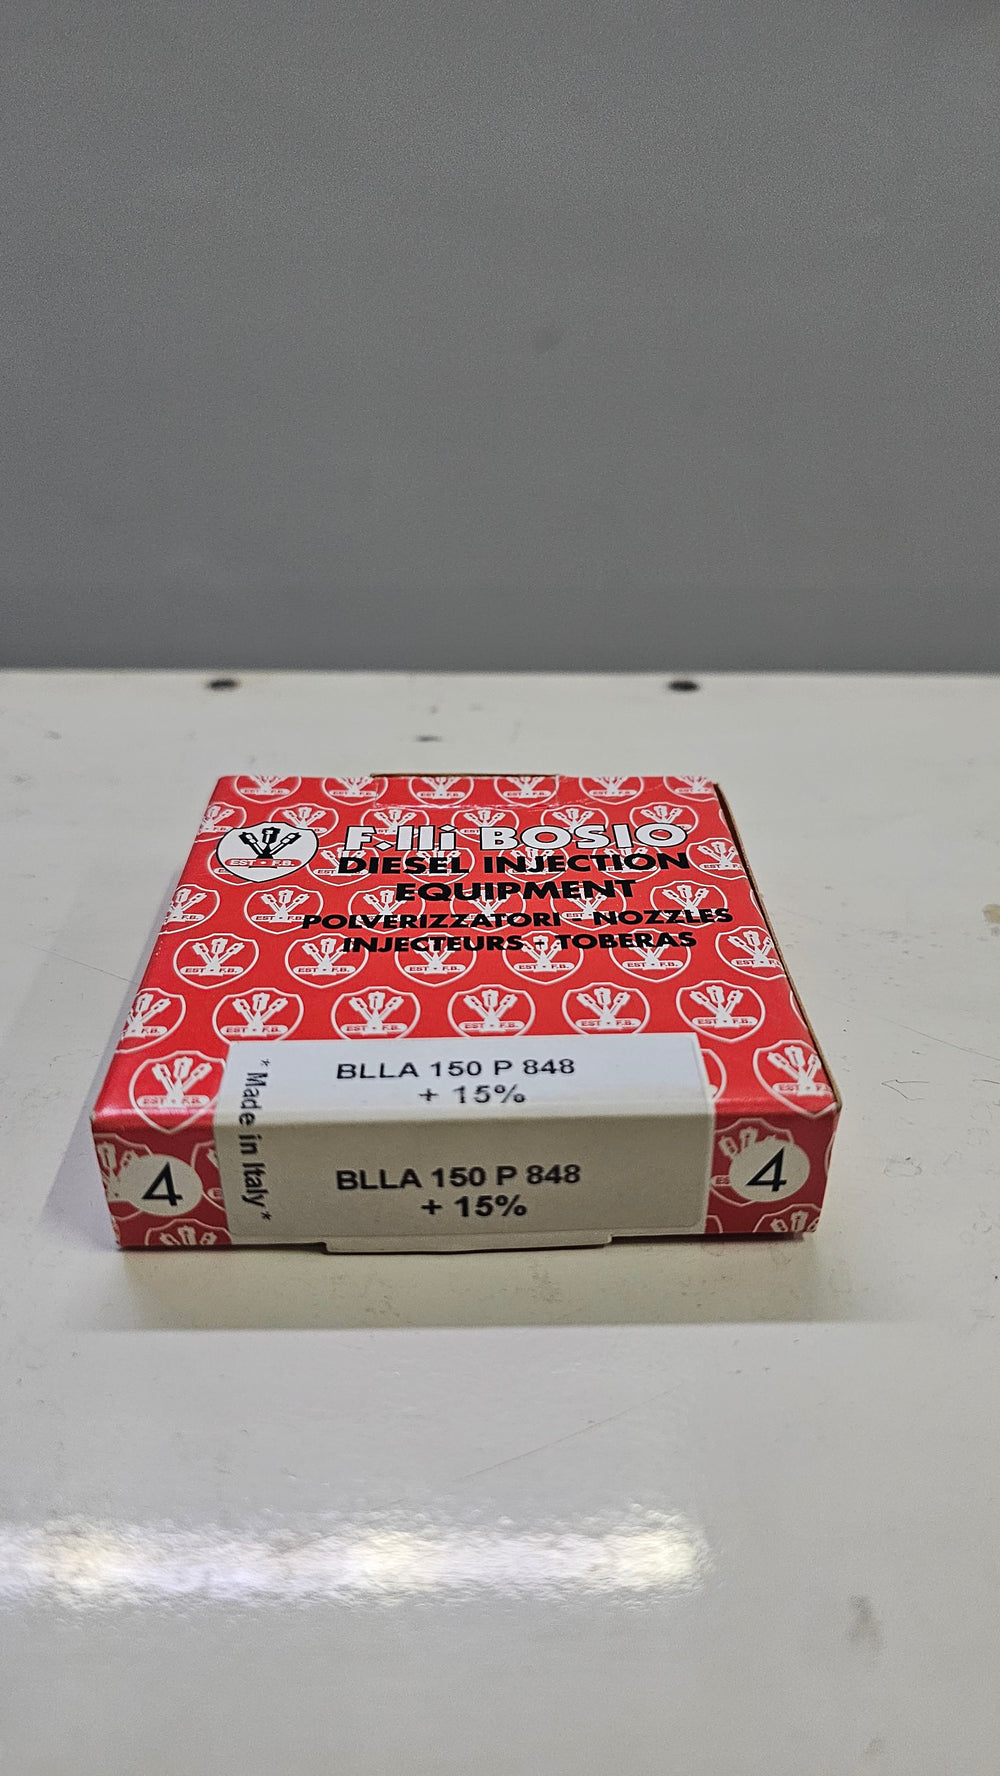 F.lli BOSIO
DIESEL INJECTION
EQUIPMENT
POLVERIZZATORI - NOZZLES
INJECTEURS - TOBERAS
EST • F.B.
*Made in Italy*
BLLA 150 P 848
+ 15%
BLLA 150 P 848
+ 15%
4
4